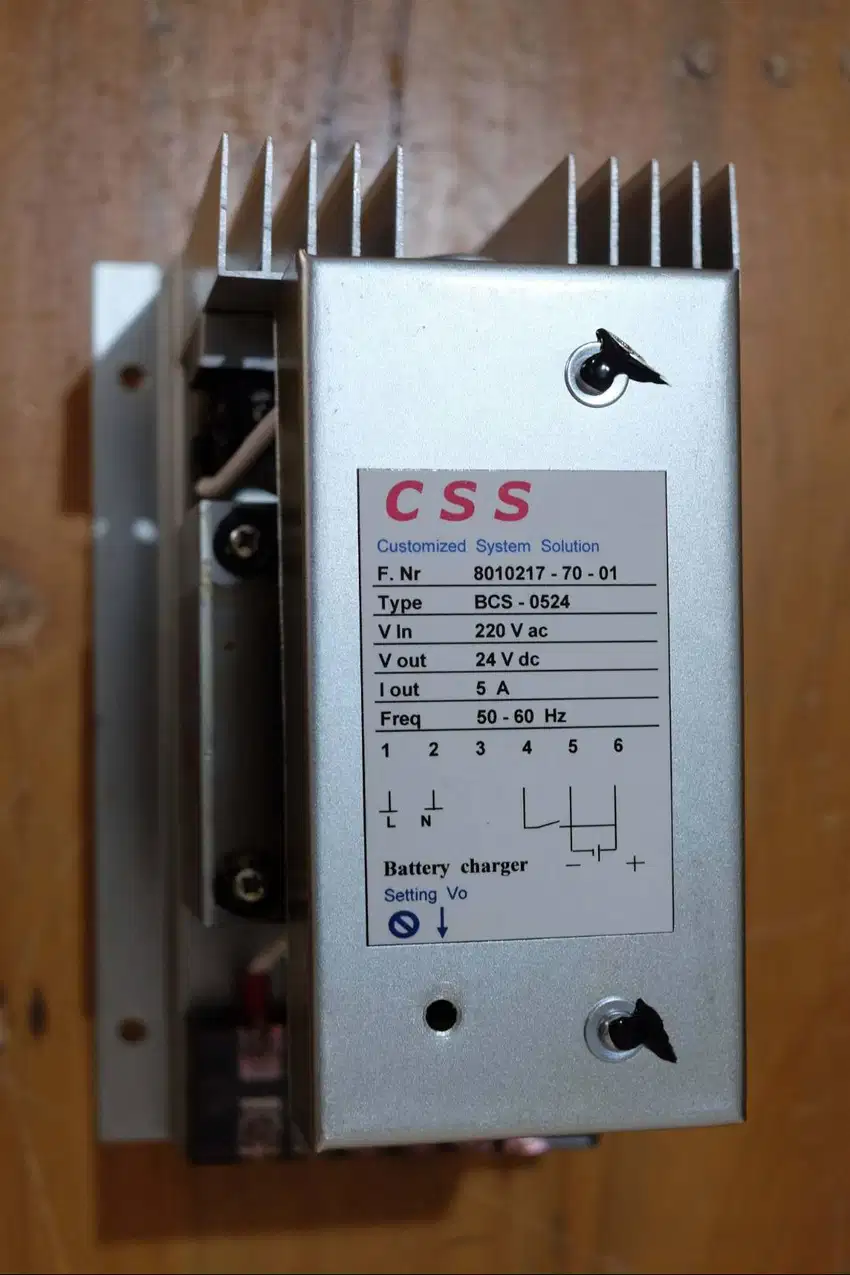 CSS
Customized System Solution
F. Nr 8010217 - 70 - 01
Type BCS - 0524
V In 220 V ac
V out 24 V dc
I out 5 A
Freq 50 - 60 Hz
1 2 3 4 5 6
L N
Battery charger - +
Setting Vo